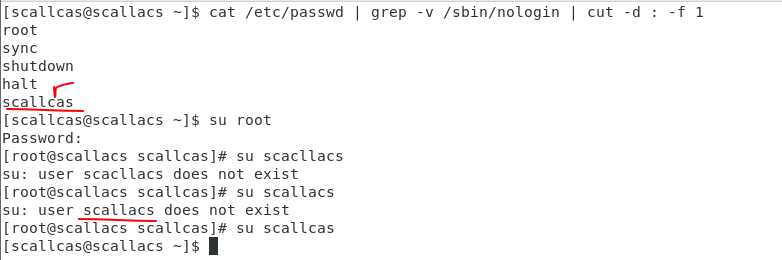 [scallcas@scallacs ~]$ cat /etc/passwd | grep -v /sbin/nologin | cut -d : -f 1
root
sync
shutdown
halt
scallcas
[scallcas@scallacs ~]$ su root
Password:
[root@scallacs scallcas]# su scacllacs
su: user scacllacs does not exist
[root@scallacs scallcas]# su scallacs
su: user scallacs does not exist
[root@scallacs scallcas]# su scallcas
[scallcas@scallacs ~]$